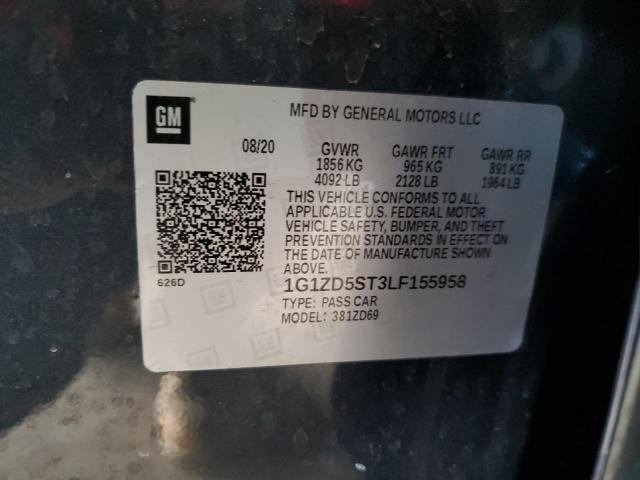 GM
MFD BY GENERAL MOTORS LLC
08/20 GVWR GAWR FRT GAWR RR
1856 KG 965 KG 891 KG
4092 LB 2128 LB 1964 LB
THIS VEHICLE CONFORMS TO ALL
APPLICABLE U.S. FEDERAL MOTOR
VEHICLE SAFETY, BUMPER, AND THEFT
PREVENTION STANDARDS IN EFFECT ON
THE DATE OF MANUFACTURE SHOWN
ABOVE.
626D
1G1ZD5ST3LF155958
TYPE: PASS CAR
MODEL: 381ZD69